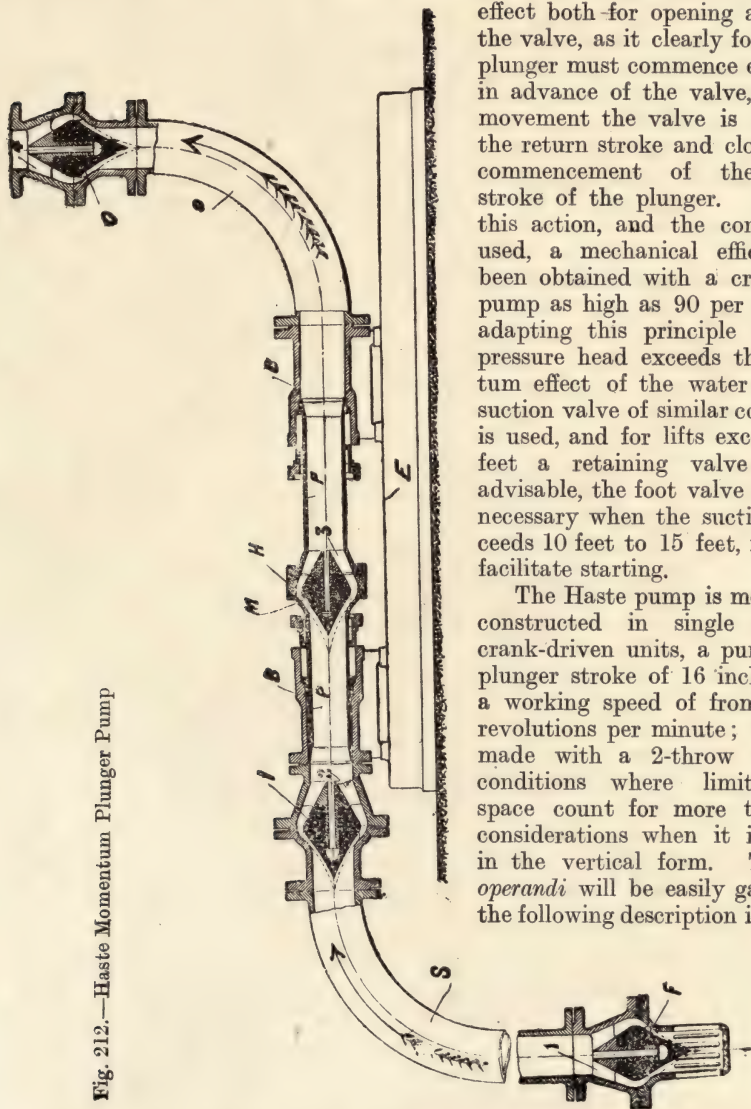 effect both for opening a
the valve, as it clearly fo
plunger must commence e
in advance of the valve,
movement the valve is
the return stroke and clo
commencement of the
stroke of the plunger.
this action, and the con
used, a mechanical effic
been obtained with a cr
pump as high as 90 per
adapting this principle
pressure head exceeds th
tum effect of the water
suction valve of similar co
is used, and for lifts exc
feet a retaining valve
advisable, the foot valve
necessary when the sucti
ceeds 10 feet to 15 feet,
facilitate starting.
The Haste pump is mo
constructed in single
crank-driven units, a pum
plunger stroke of 16 incl
a working speed of from
revolutions per minute;
made with a 2-throw
conditions where limit
space count for more t
considerations when it i
in the vertical form.
operandi will be easily ga
the following description i
O
B
P
E
H
M
B
P
S
F
Fig. 212.—Haste Momentum Plunger Pump